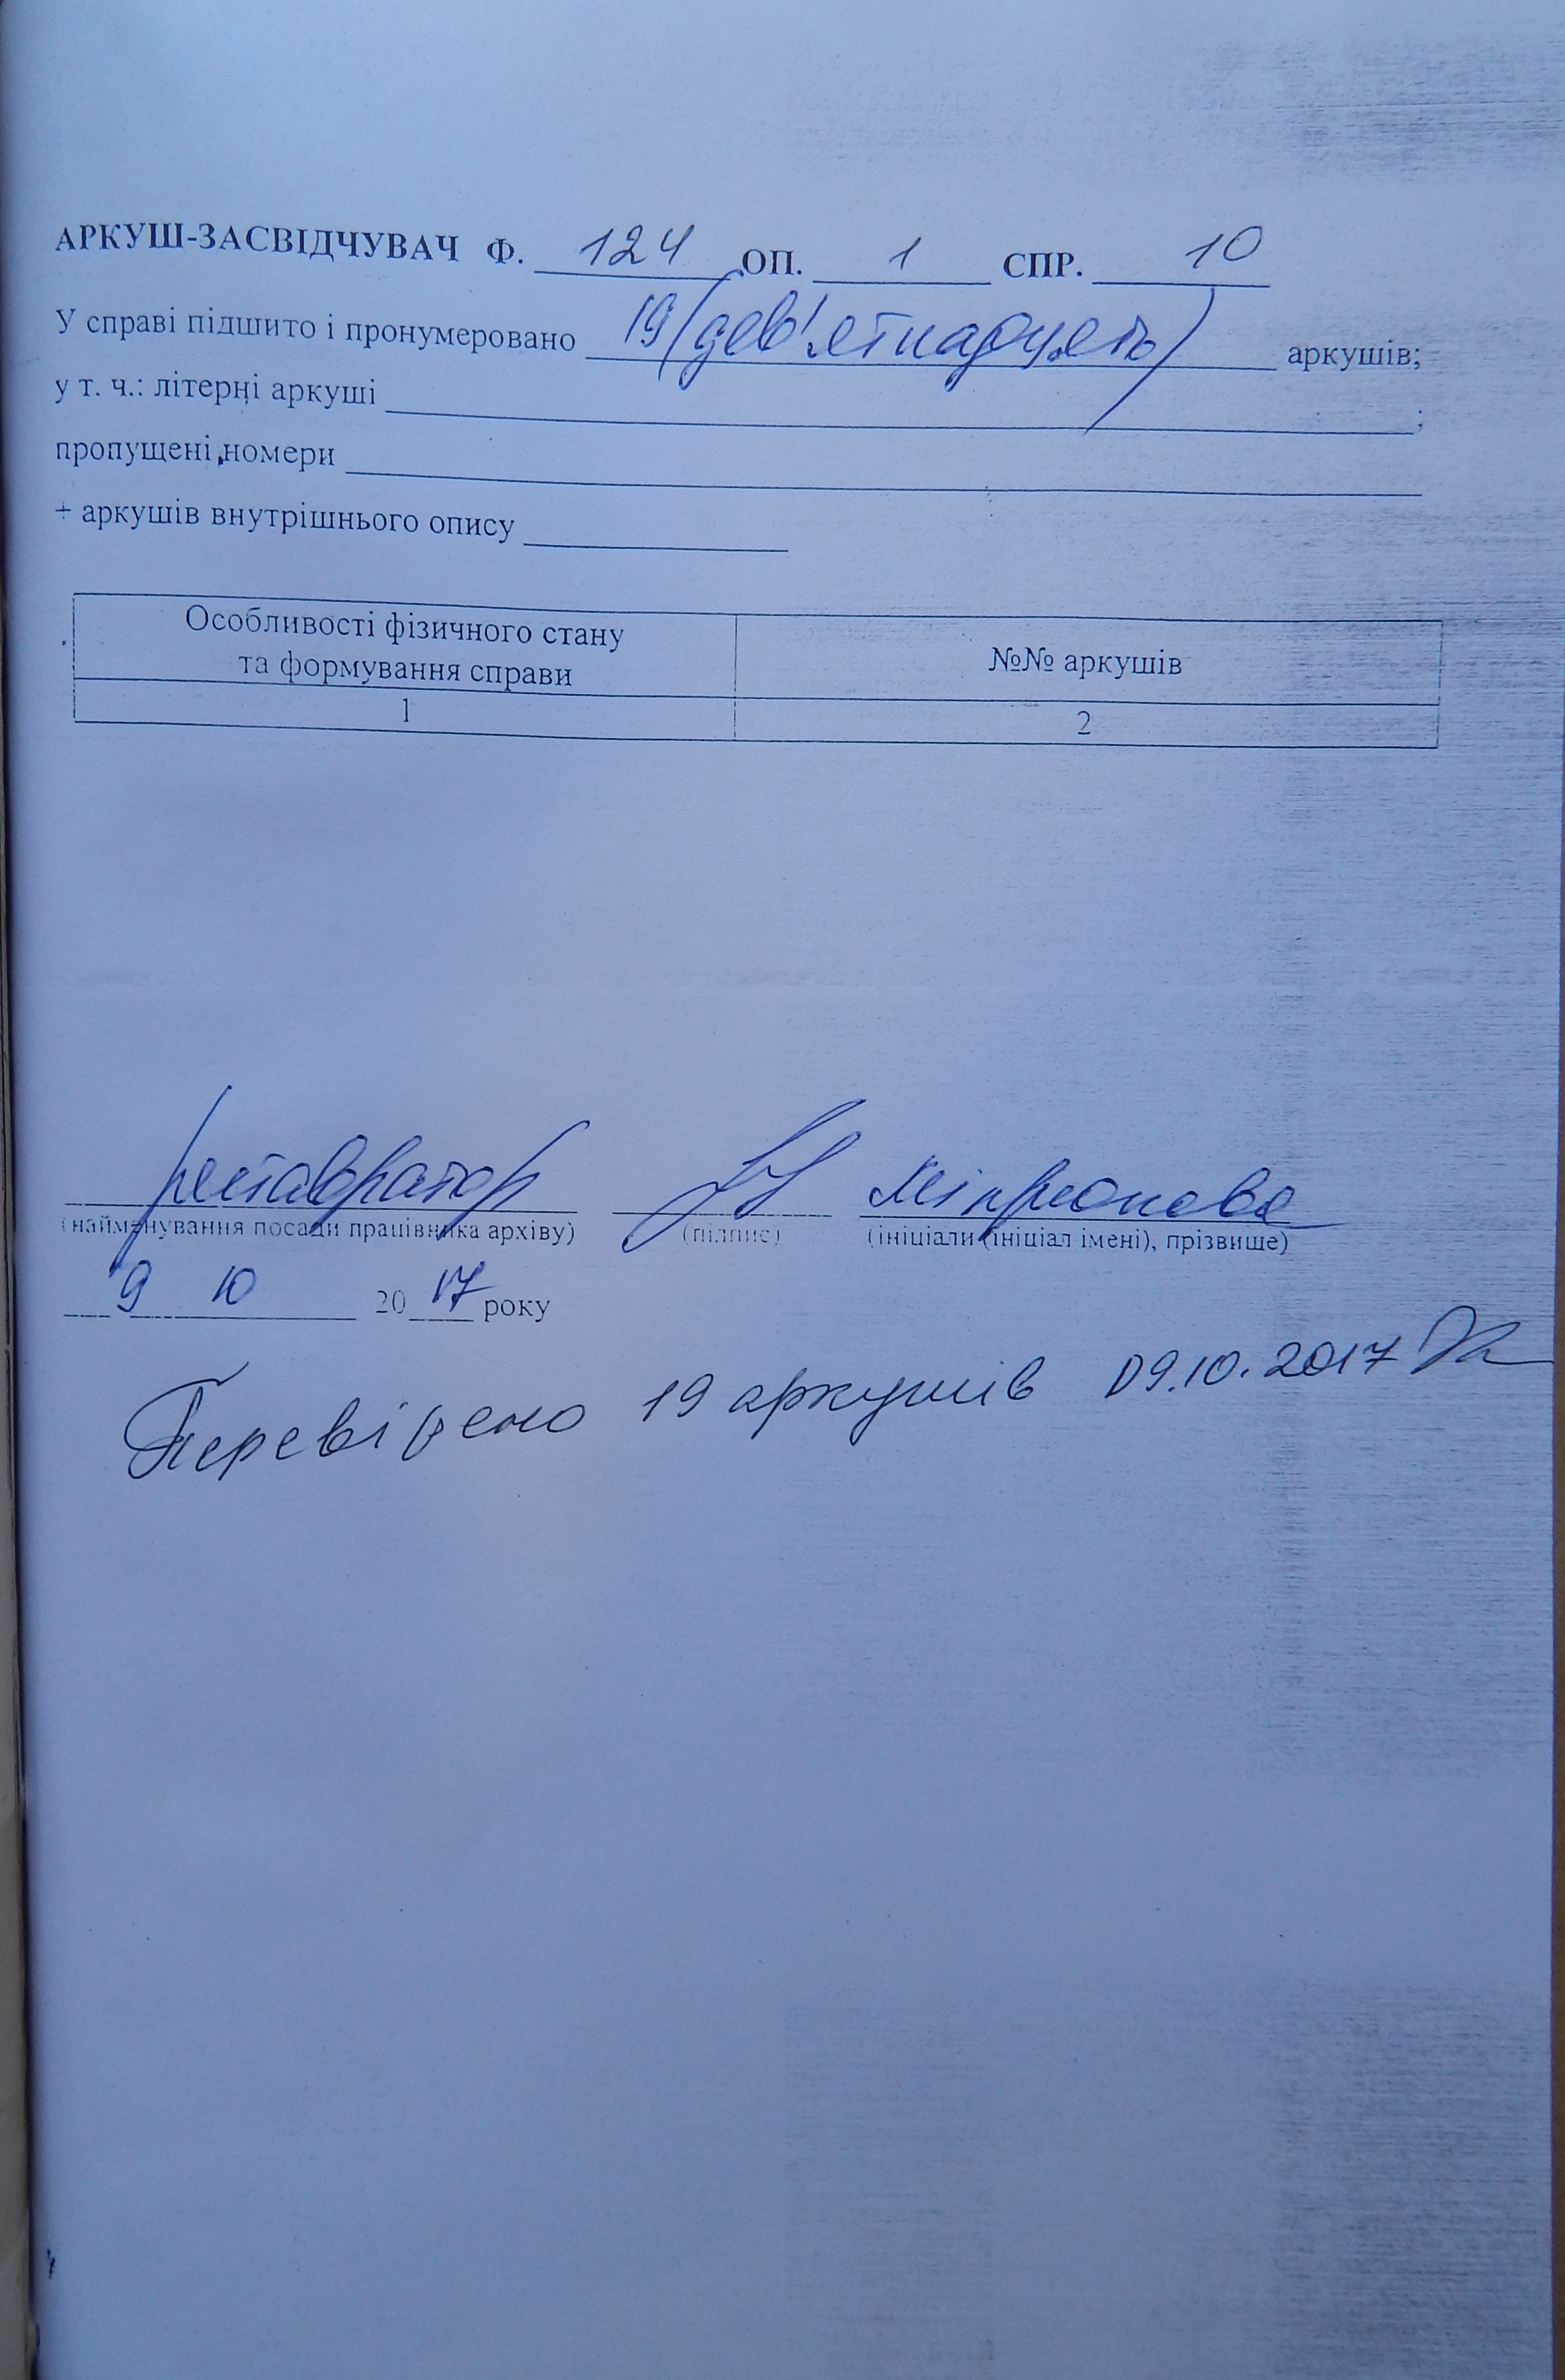 АРКУШ-ЗАСВІДЧУВАЧ Ф. 124 ОП. 1 СПР. 10
У справі підшито і пронумеровано 19 (дев'ятнадцять) аркушів;
у т. ч.: літерні аркуші ;
пропущені номери
+ аркушів внутрішнього опису
Особливості фізичного стану
та формування справи
№№ аркушів
1
2
реставратор
(найменування посади працівника архіву) (підпис) (ініціали (ініціал імені), прізвище)
9 10 2017 року
Перевірено 19 аркушів 09.10.2017